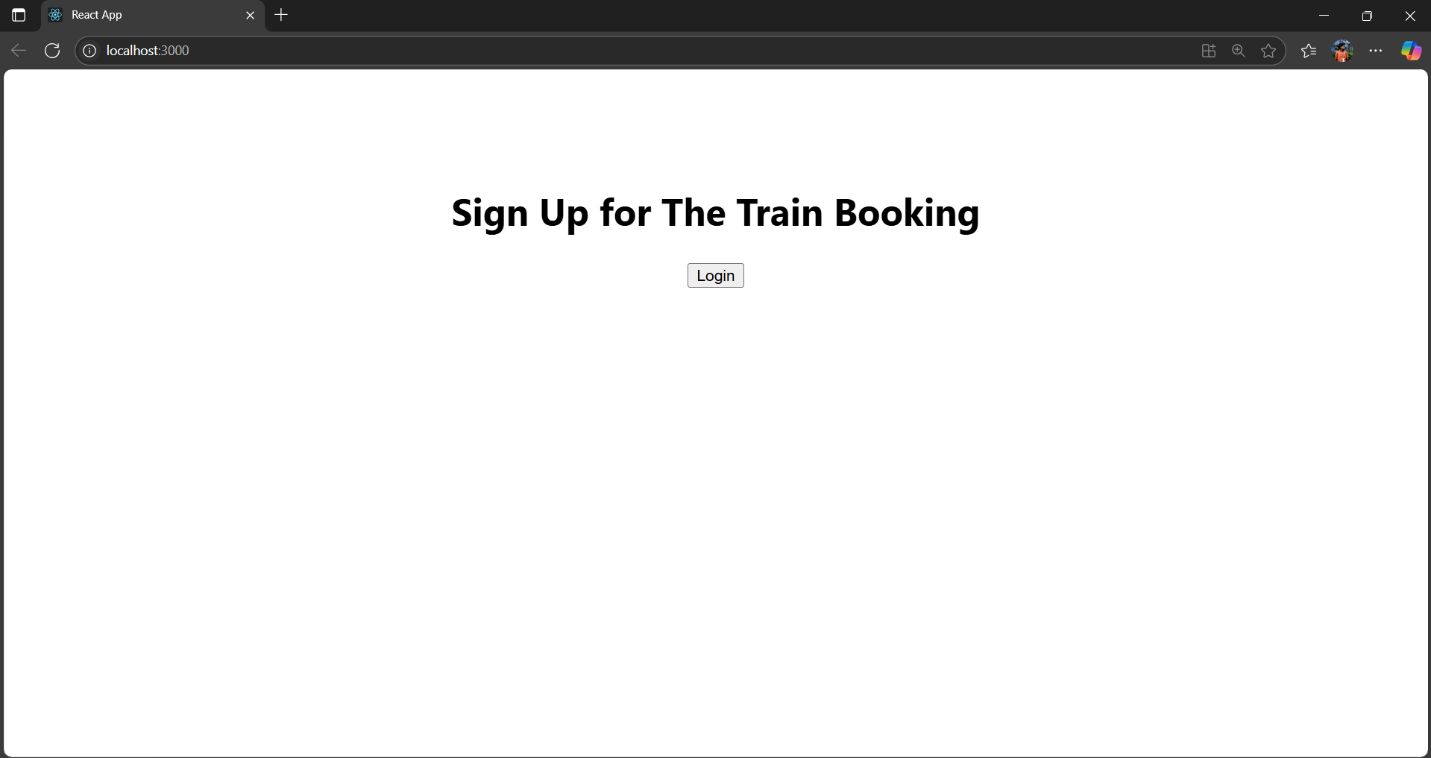 React App
localhost:3000
Sign Up for The Train Booking
Login